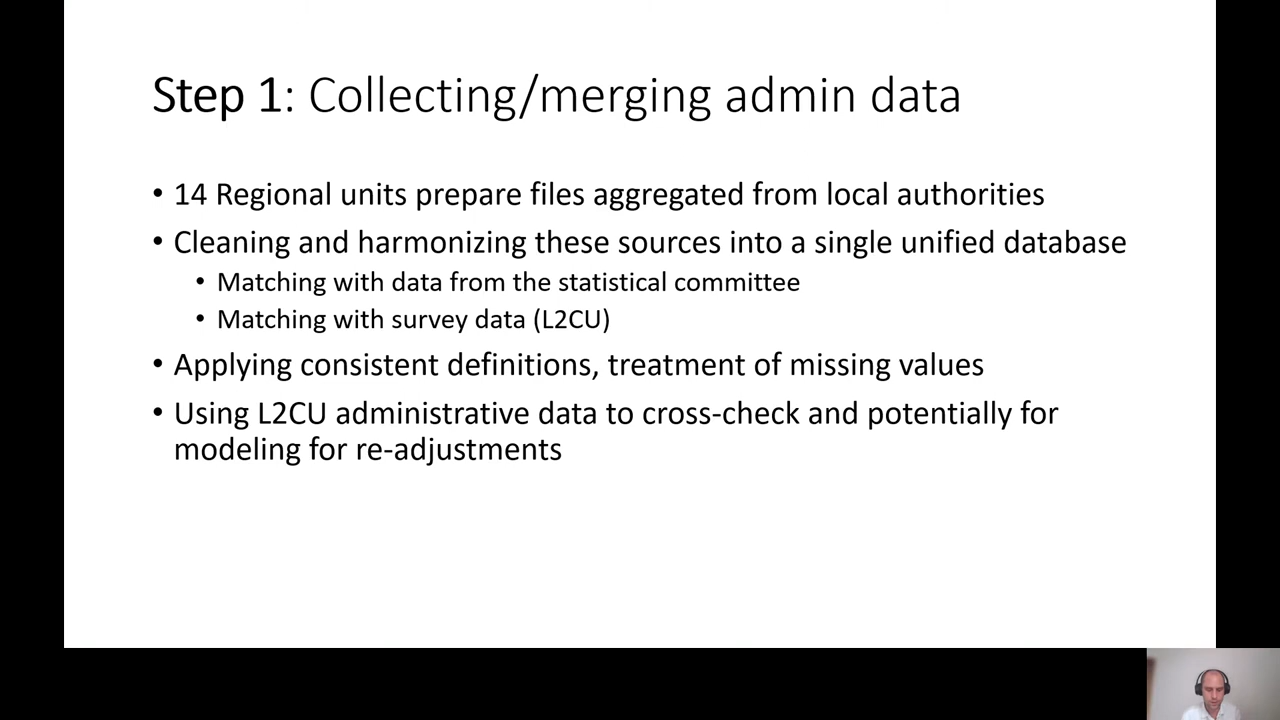 Step 1: Collecting/merging admin data
• 14 Regional units prepare files aggregated from local authorities
• Cleaning and harmonizing these sources into a single unified database
• Matching with data from the statistical committee
• Matching with survey data (L2CU)
• Applying consistent definitions, treatment of missing values
• Using L2CU administrative data to cross-check and potentially for
modeling for re-adjustments